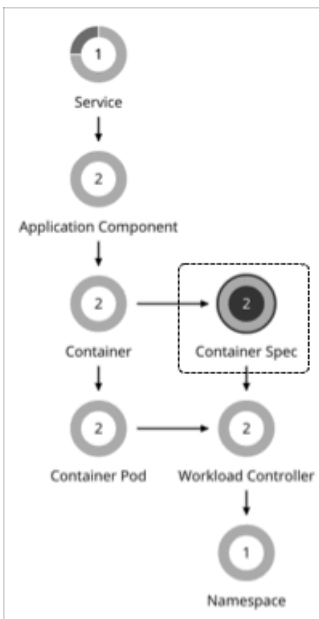 1
Service
2
Application Component
2
2
Container
Container Spec
2
2
Container Pod
Workload Controller
1
Namespace